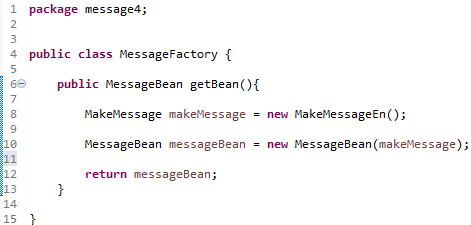 1 package message4;
2
3
4 public class MessageFactory {
5
6 public MessageBean getBean(){
7
8 MakeMessage makeMessage = new MakeMessageEn();
9
10 MessageBean messageBean = new MessageBean(makeMessage);
11
12 return messageBean;
13 }
14
15 }